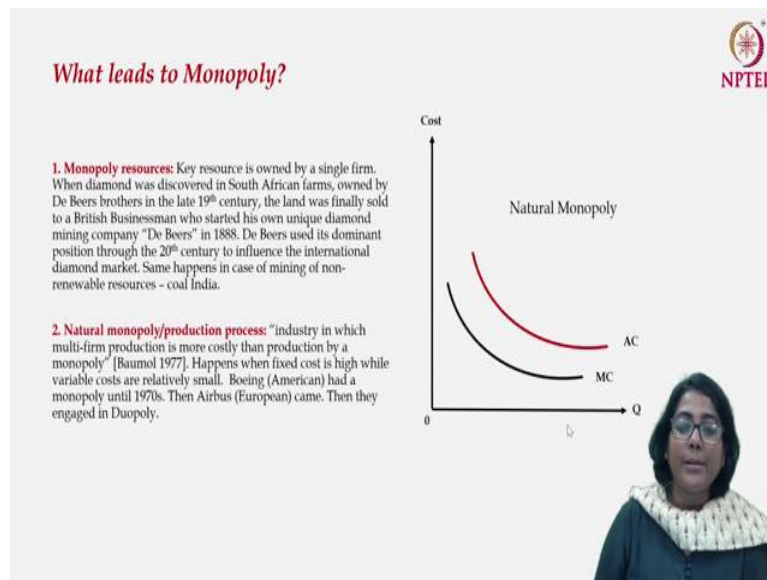 What leads to Monopoly?
NPTEL
1. Monopoly resources: Key resource is owned by a single firm.
When diamond was discovered in South African farms, owned by
De Beers brothers in the late 19th century, the land was finally sold
to a British Businessman who started his own unique diamond
mining company “De Beers” in 1888. De Beers used its dominant
position through the 20th century to influence the international
diamond market. Same happens in case of mining of non-
renewable resources – coal India.
2. Natural monopoly/production process: “industry in which
multi-firm production is more costly than production by a
monopoly” [Baumol 1977]. Happens when fixed cost is high while
variable costs are relatively small. Boeing (American) had a
monopoly until 1970s. Then Airbus (European) came. Then they
engaged in Duopoly.
Cost
Natural Monopoly
AC
MC
Q
0